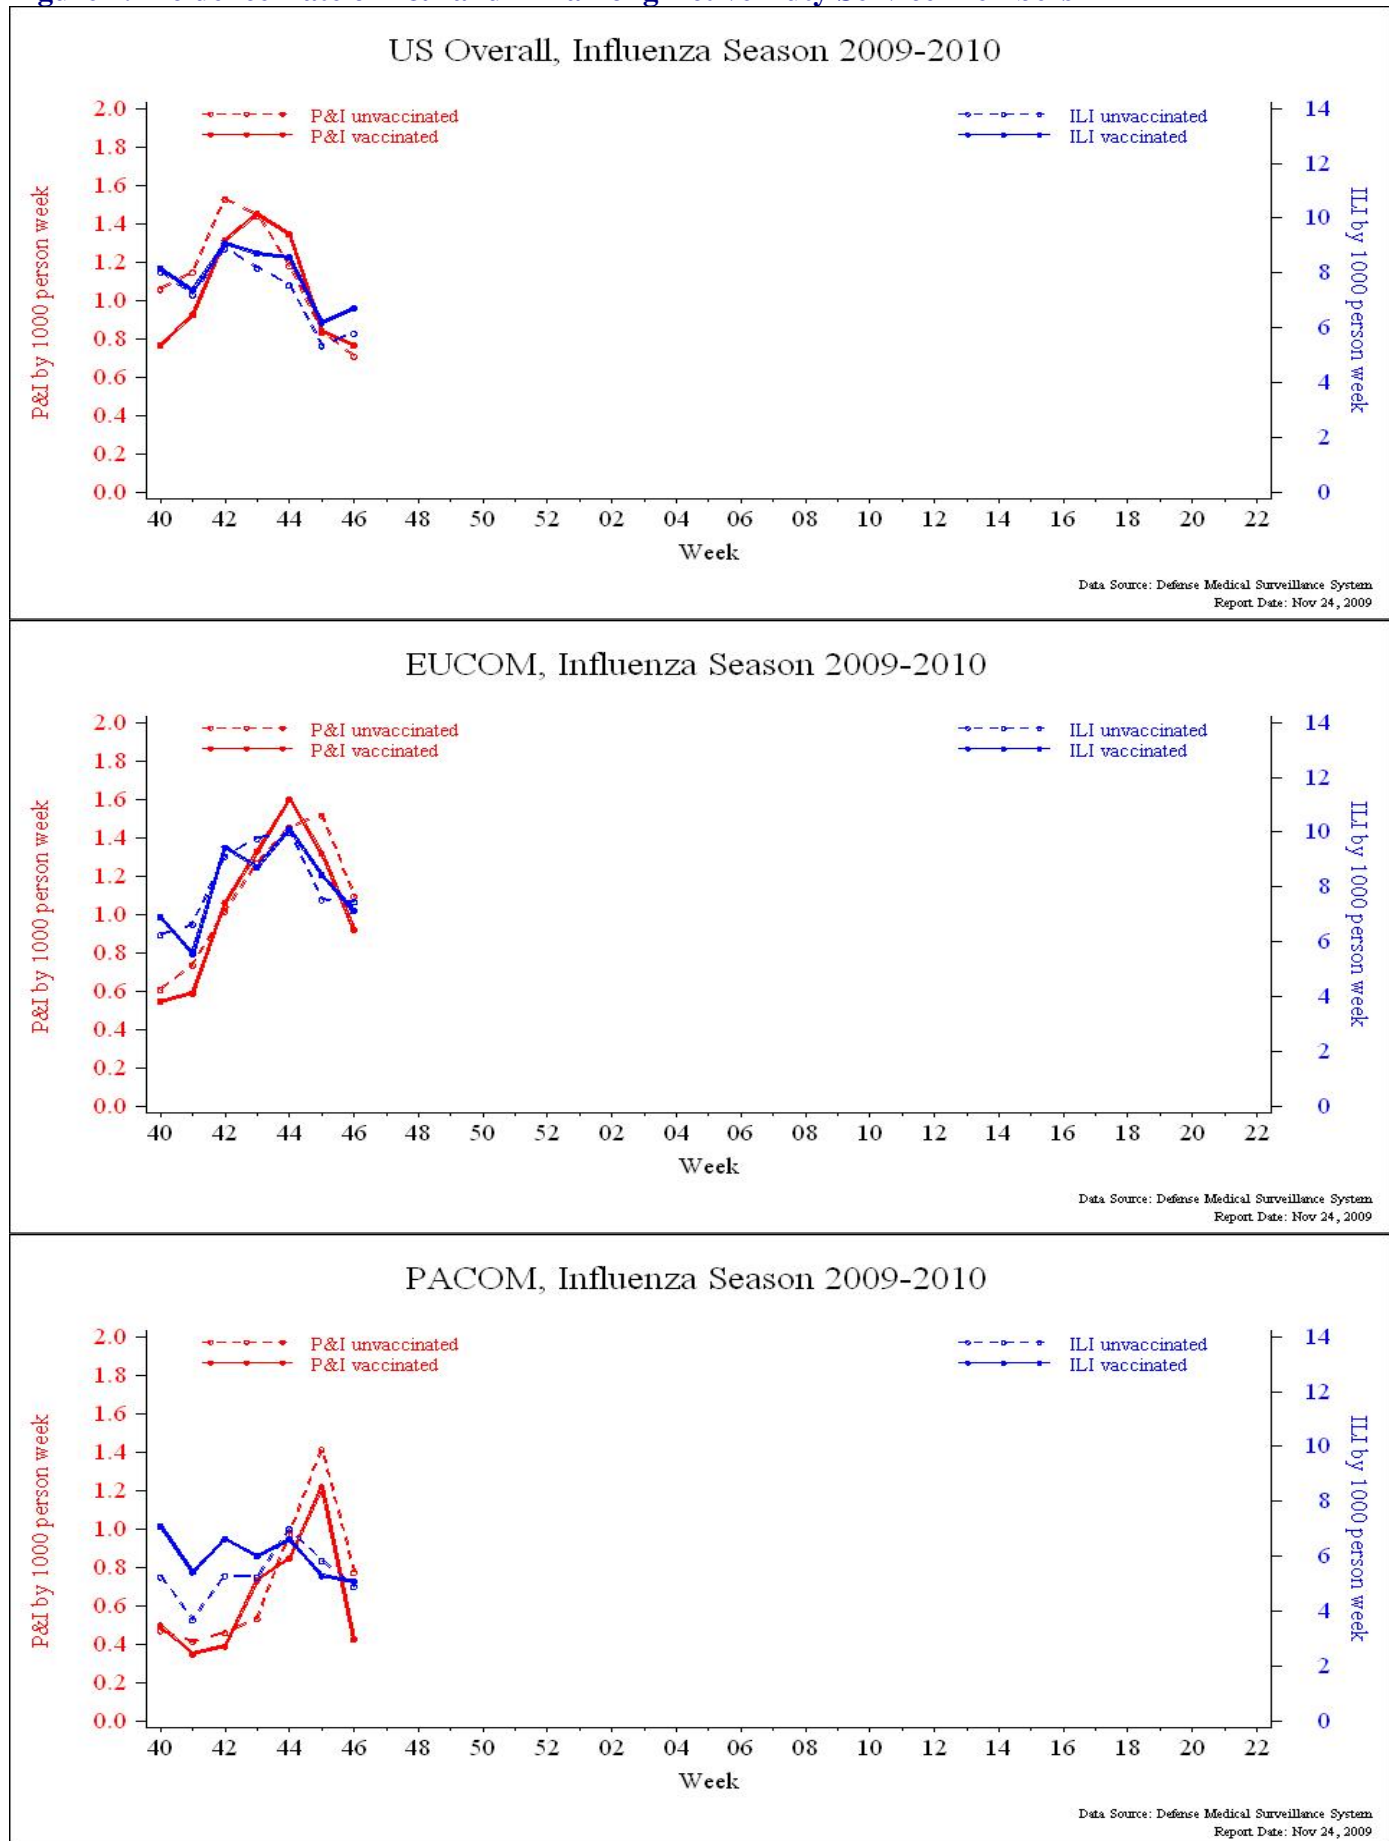 US Overall, Influenza Season 2009-2010
2.0
1.8
1.6
1.4
1.2
1.0
0.8
0.6
0.4
0.2
0.0
P&I by 1000 person week
P&I unvaccinated
P&I vaccinated
ILI unvaccinated
ILI vaccinated
14
12
10
8
6
4
2
0
ILI by 1000 person week
40 42 44 46 48 50 52 02 04 06 08 10 12 14 16 18 20 22
Week
Data Source: Defense Medical Surveillance System
Report Date: Nov 24, 2009
EUCOM, Influenza Season 2009-2010
2.0
1.8
1.6
1.4
1.2
1.0
0.8
0.6
0.4
0.2
0.0
P&I by 1000 person week
P&I unvaccinated
P&I vaccinated
ILI unvaccinated
ILI vaccinated
14
12
10
8
6
4
2
0
ILI by 1000 person week
40 42 44 46 48 50 52 02 04 06 08 10 12 14 16 18 20 22
Week
Data Source: Defense Medical Surveillance System
Report Date: Nov 24, 2009
PACOM, Influenza Season 2009-2010
2.0
1.8
1.6
1.4
1.2
1.0
0.8
0.6
0.4
0.2
0.0
P&I by 1000 person week
P&I unvaccinated
P&I vaccinated
ILI unvaccinated
ILI vaccinated
14
12
10
8
6
4
2
0
ILI by 1000 person week
40 42 44 46 48 50 52 02 04 06 08 10 12 14 16 18 20 22
Week
Data Source: Defense Medical Surveillance System
Report Date: Nov 24, 2009